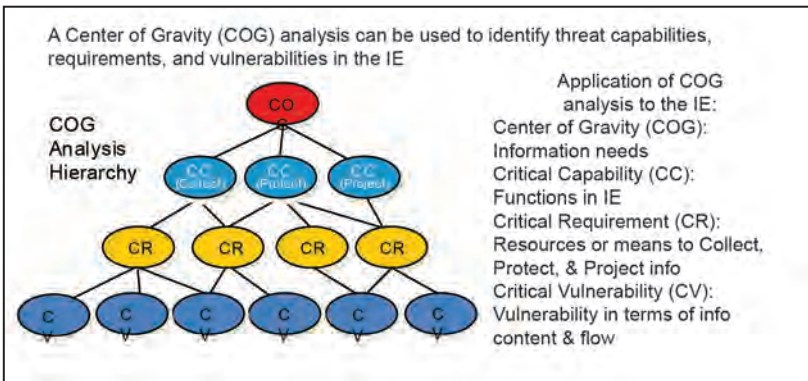 A Center of Gravity (COG) analysis can be used to identify threat capabilities,
requirements, and vulnerabilities in the IE
COG
Analysis
Hierarchy
CO
G
CC
(Collect)
CC
(Protect)
CC
(Project)
CR
CR
CR
CR
C
V
C
V
C
V
C
V
C
V
C
V
Application of COG
analysis to the IE:
Center of Gravity (COG):
Information needs
Critical Capability (CC):
Functions in IE
Critical Requirement (CR):
Resources or means to Collect,
Protect, & Project info
Critical Vulnerability (CV):
Vulnerability in terms of info
content & flow